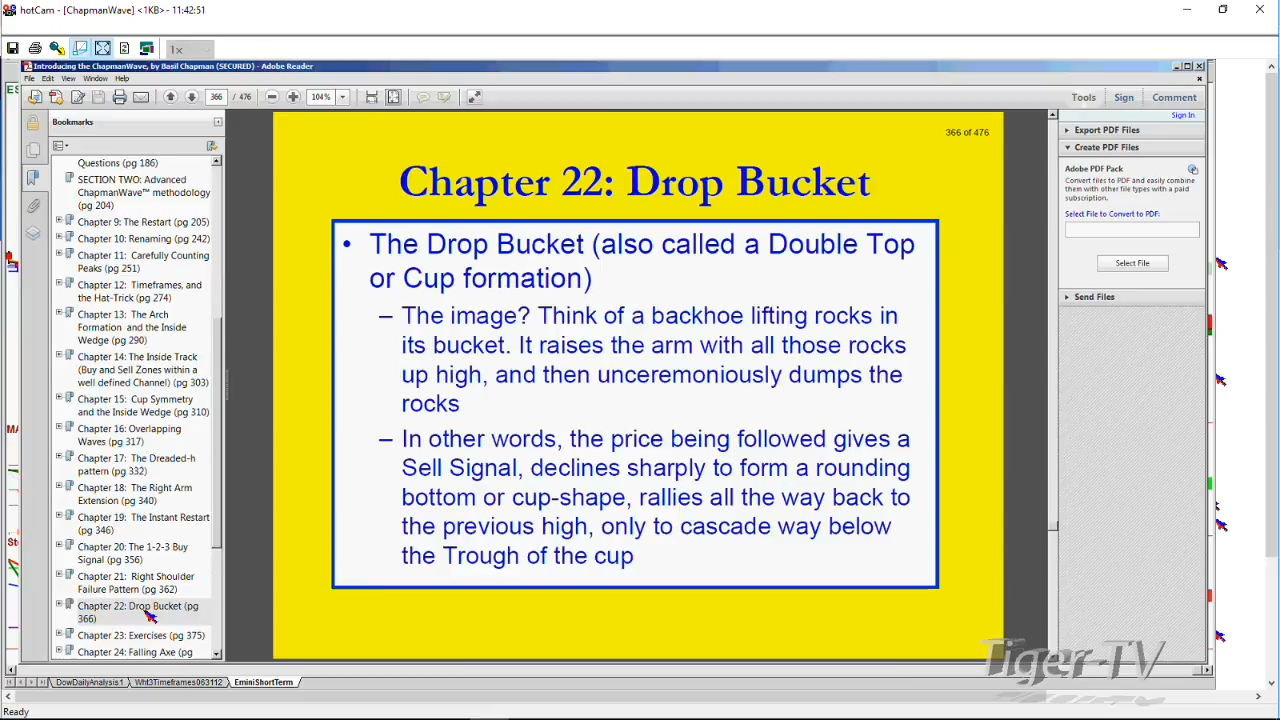 hotCam - [ChapmanWave] <1KB> - 11:42:51
1x
Introducing the ChapmanWave, by Basil Chapman (SECURED) - Adobe Reader
File Edit View Window Help
366 / 476
104%
Tools Sign Comment
Bookmarks
Sign In
Questions (pg 186)
SECTION TWO: Advanced
ChapmanWave™ methodology
(pg 204)
Chapter 9: The Restart (pg 205)
Chapter 10: Renaming (pg 242)
Chapter 11: Carefully Counting
Peaks (pg 251)
Chapter 12: Timeframes, and
the Hat-Trick (pg 274)
Chapter 13: The Arch
Formation and the Inside
Wedge (pg 290)
Chapter 14: The Inside Track
(Buy and Sell Zones within a
well defined Channel) (pg 303)
Chapter 15: Cup Symmetry
and the Inside Wedge (pg 310)
Chapter 16: Overlapping
Waves (pg 317)
Chapter 17: The Dreaded-h
pattern (pg 332)
Chapter 18: The Right Arm
Extension (pg 340)
Chapter 19: The Instant Restart
(pg 346)
Chapter 20: The 1-2-3 Buy
Signal (pg 356)
Chapter 21: Right Shoulder
Failure Pattern (pg 362)
Chapter 22: Drop Bucket (pg
366)
Chapter 23: Exercises (pg 375)
Chapter 24: Falling Axe (pg
366 of 476
Chapter 22: Drop Bucket
• The Drop Bucket (also called a Double Top
or Cup formation)
– The image? Think of a backhoe lifting rocks in
its bucket. It raises the arm with all those rocks
up high, and then unceremoniously dumps the
rocks
– In other words, the price being followed gives a
Sell Signal, declines sharply to form a rounding
bottom or cup-shape, rallies all the way back to
the previous high, only to cascade way below
the Trough of the cup
Export PDF Files
Create PDF Files
Adobe PDF Pack
Convert files to PDF and easily combine
them with other file types with a paid
subscription.
Select File to Convert to PDF:
Select File
Send Files
Tiger-TV
DowDailyAnalysis1 Wht3Timeframes063112 EminiShortTerm
Ready